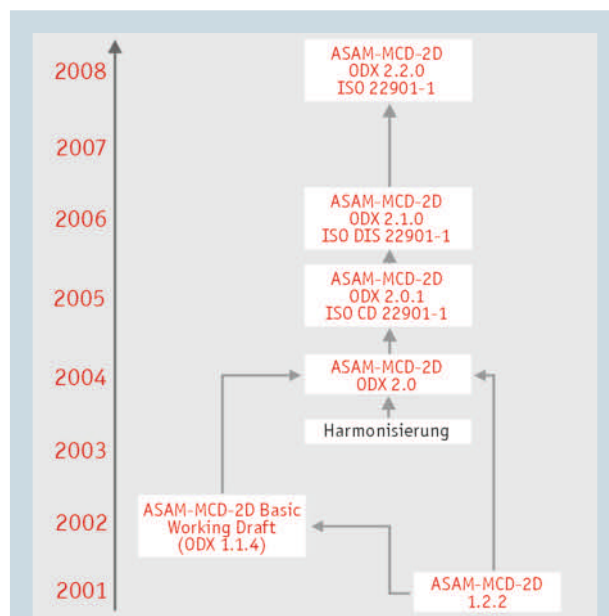 2008
ASAM-MCD-2D
ODX 2.2.0
ISO 22901-1
2007
2006
ASAM-MCD-2D
ODX 2.1.0
ISO DIS 22901-1
2005
ASAM-MCD-2D
ODX 2.0.1
ISO CD 22901-1
2004
ASAM-MCD-2D
ODX 2.0
Harmonisierung
2003
2002
ASAM-MCD-2D Basic
Working Draft
(ODX 1.1.4)
2001
ASAM-MCD-2D
1.2.2